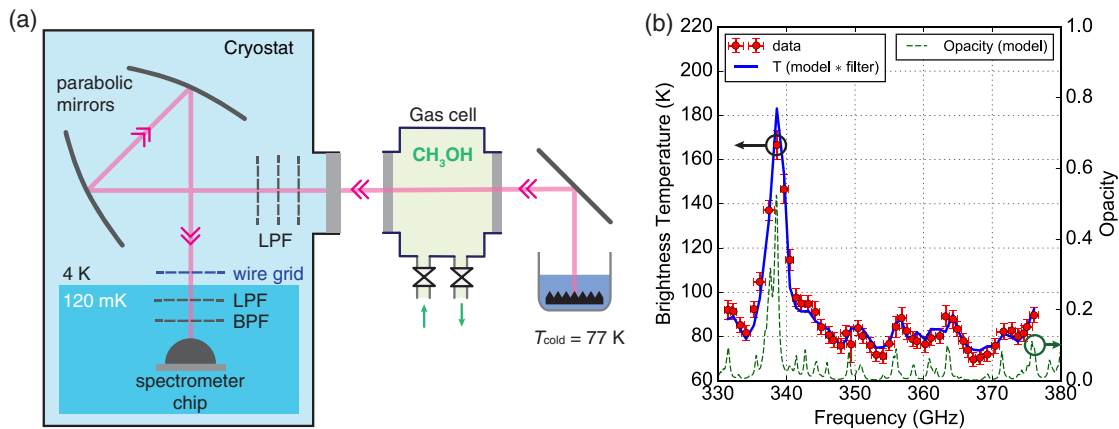 (a)
Cryostat
parabolic
mirrors
Gas cell
CH₃OH
LPF
4 K
wire grid
120 mK
LPF
BPF
spectrometer
chip
Tcold = 77 K
(b)
data
T (model * filter)
Opacity (model)
Brightness Temperature (K)
220
200
180
160
140
120
100
80
60
330
340
350
360
370
380
Frequency (GHz)
1.0
0.8
0.6
0.4
0.2
0.0
Opacity